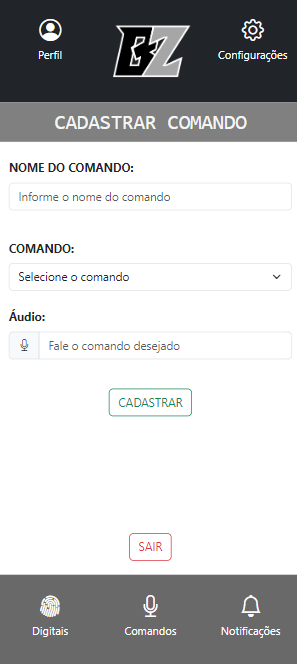 BZ
Perfil
Configurações
CADASTRAR COMANDO
NOME DO COMANDO:
Informe o nome do comando
COMANDO:
Selecione o comando
Áudio:
Fale o comando desejado
CADASTRAR
SAIR
Digitais
Comandos
Notificações